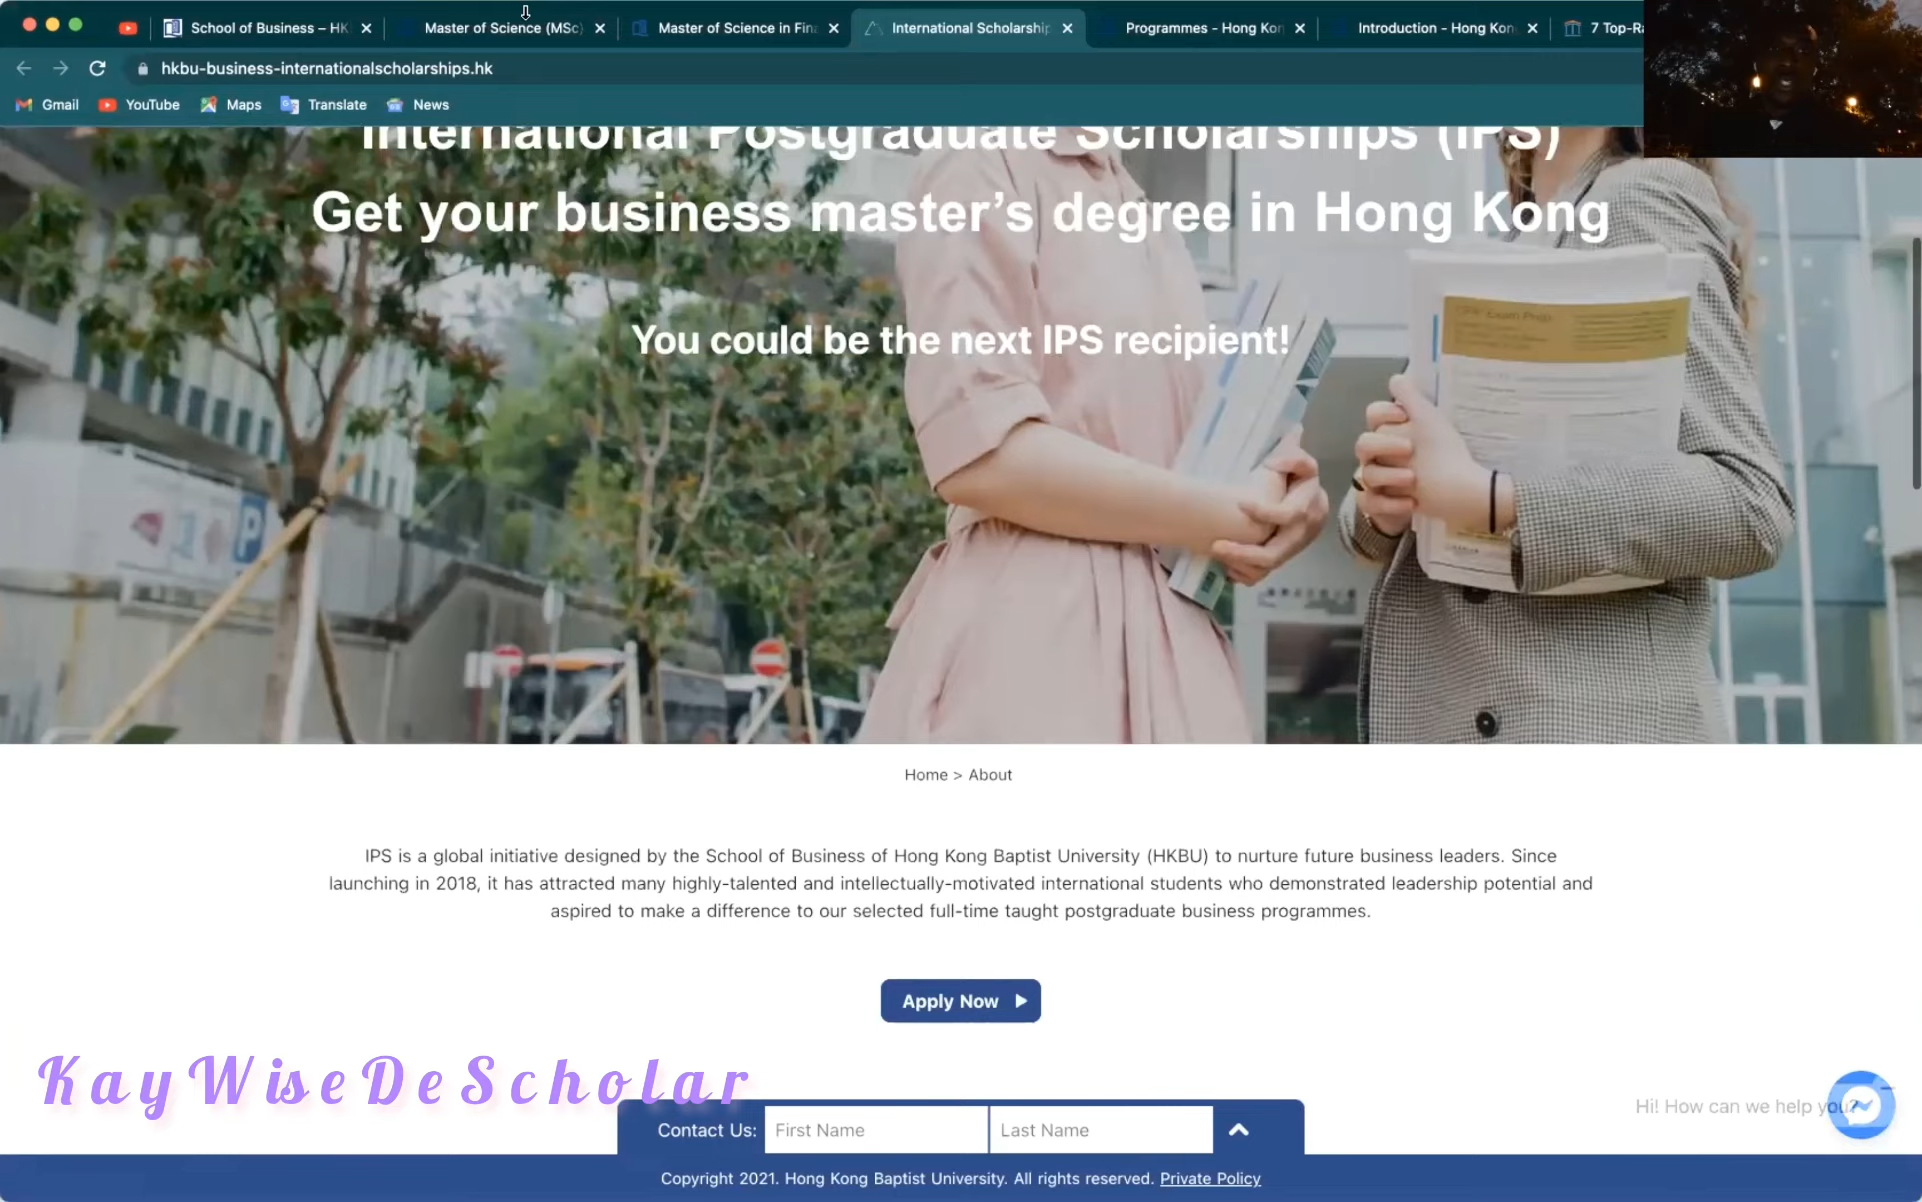 School of Business – HK
Master of Science (MSc)
Master of Science in Fin
International Scholarship
Programmes - Hong Kon
Introduction - Hong Kon
7 Top-Ra
hkbu-business-internationalscholarships.hk
Gmail
YouTube
Maps
Translate
News
International Postgraduate Scholarships (IPS)
Get your business master's degree in Hong Kong
You could be the next IPS recipient!
P
Home > About
IPS is a global initiative designed by the School of Business of Hong Kong Baptist University (HKBU) to nurture future business leaders. Since
launching in 2018, it has attracted many highly-talented and intellectually-motivated international students who demonstrated leadership potential and
aspired to make a difference to our selected full-time taught postgraduate business programmes.
Apply Now
KayWiseDeScholar
Hi! How can we help you?
Contact Us: First Name Last Name
Copyright 2021. Hong Kong Baptist University. All rights reserved. Private Policy